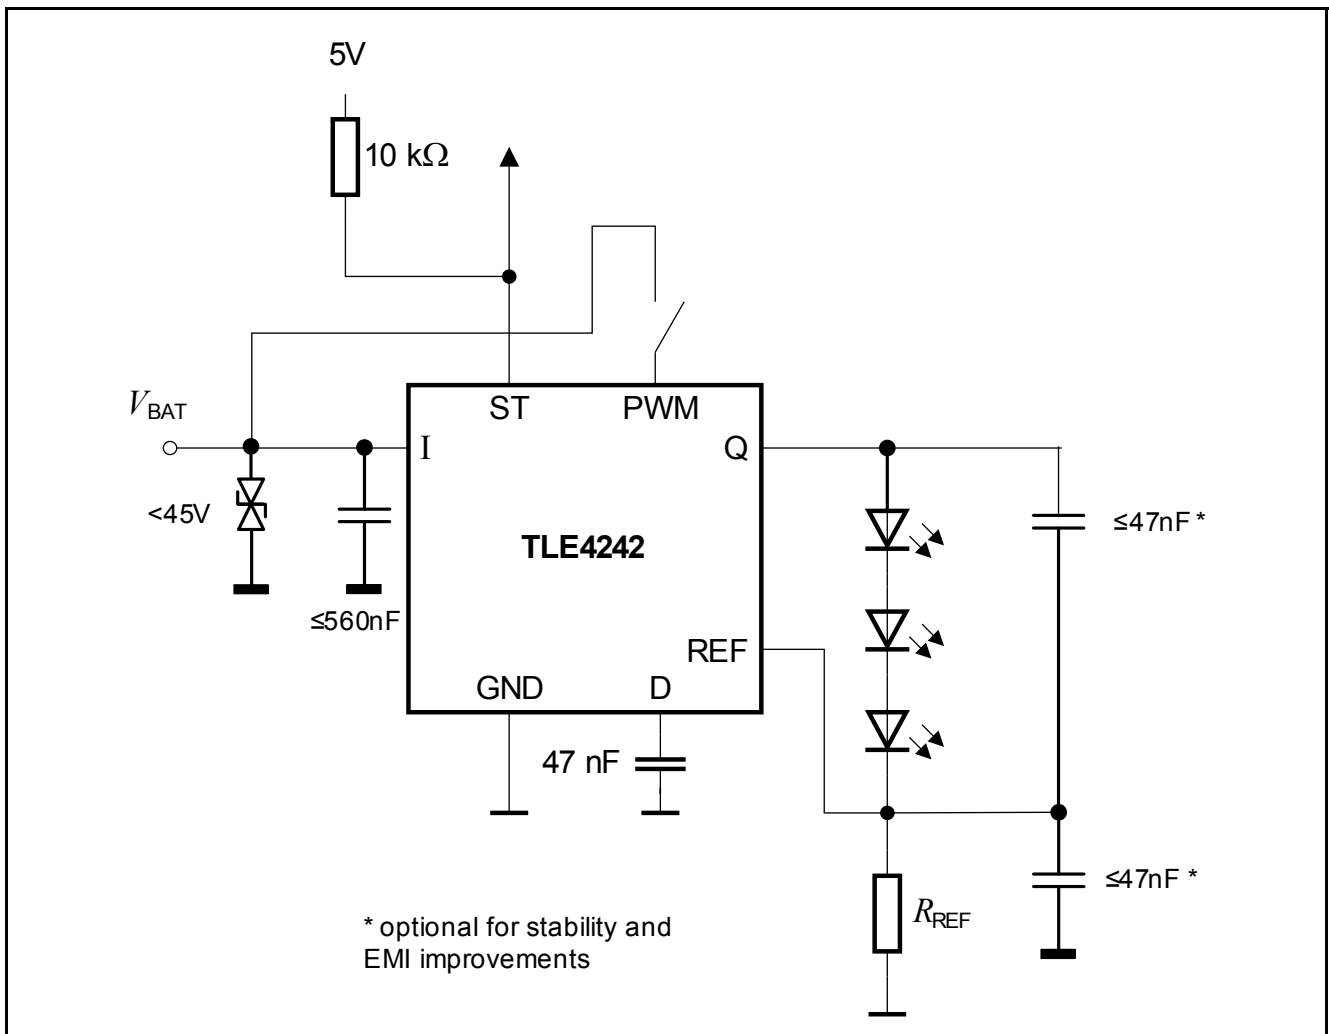 5V
10 kΩ
V_BAT
ST
PWM
I
Q
<45V
≤47nF *
TLE4242
≤560nF
REF
GND
D
47 nF
≤47nF *
R_REF
* optional for stability and
EMI improvements